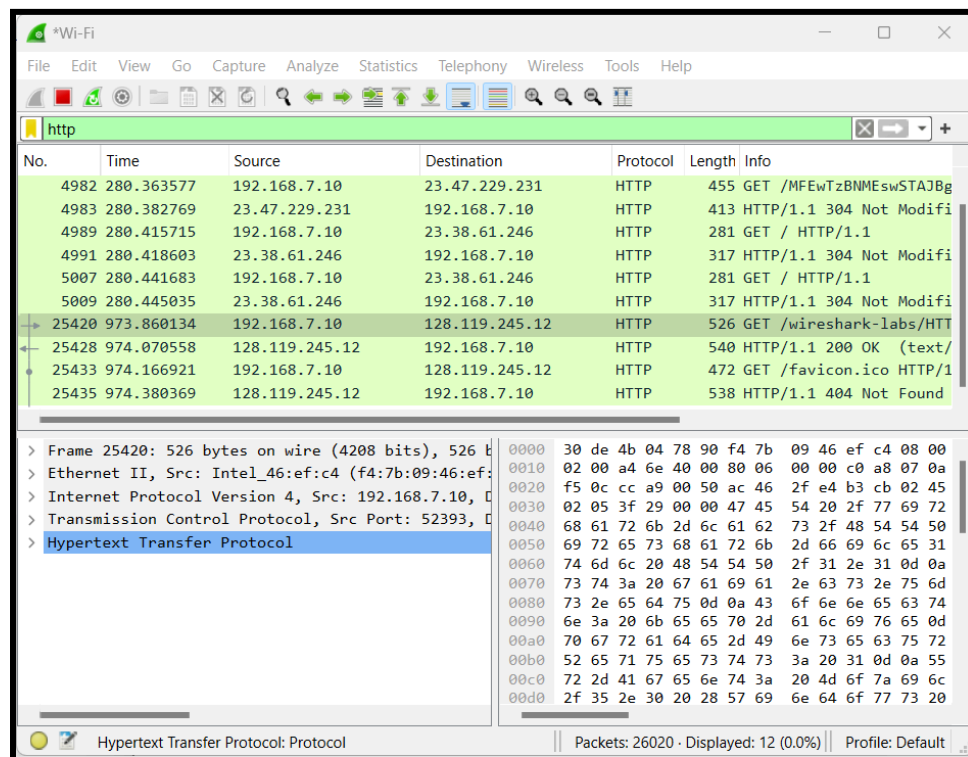 *Wi-Fi
File Edit View Go Capture Analyze Statistics Telephony Wireless Tools Help
http
No. Time Source Destination Protocol Length Info
4982 280.363577 192.168.7.10 23.47.229.231 HTTP 455 GET /MFEwTzBNMEswSTAJBg
4983 280.382769 23.47.229.231 192.168.7.10 HTTP 413 HTTP/1.1 304 Not Modifi
4989 280.415715 192.168.7.10 23.38.61.246 HTTP 281 GET / HTTP/1.1
4991 280.418603 23.38.61.246 192.168.7.10 HTTP 317 HTTP/1.1 304 Not Modifi
5007 280.441683 192.168.7.10 23.38.61.246 HTTP 281 GET / HTTP/1.1
5009 280.445035 23.38.61.246 192.168.7.10 HTTP 317 HTTP/1.1 304 Not Modifi
25420 973.860134 192.168.7.10 128.119.245.12 HTTP 526 GET /wireshark-labs/HTT
25428 974.070558 128.119.245.12 192.168.7.10 HTTP 540 HTTP/1.1 200 OK (text/
25433 974.166921 192.168.7.10 128.119.245.12 HTTP 472 GET /favicon.ico HTTP/1
25435 974.380369 128.119.245.12 192.168.7.10 HTTP 538 HTTP/1.1 404 Not Found
Frame 25420: 526 bytes on wire (4208 bits), 526 b
Ethernet II, Src: Intel_46:ef:c4 (f4:7b:09:46:ef:
Internet Protocol Version 4, Src: 192.168.7.10, D
Transmission Control Protocol, Src Port: 52393, D
Hypertext Transfer Protocol
0000 30 de 4b 04 78 90 f4 7b 09 46 ef c4 08 00
0010 02 00 a4 6e 40 00 80 06 00 00 c0 a8 07 0a
0020 f5 0c cc a9 00 50 ac 46 2f e4 b3 cb 02 45
0030 02 05 3f 29 00 00 47 45 54 20 2f 77 69 72
0040 68 61 72 6b 2d 6c 61 62 73 2f 48 54 54 50
0050 69 72 65 73 68 61 72 6b 2d 66 69 6c 65 31
0060 74 6d 6c 20 48 54 54 50 2f 31 2e 31 0d 0a
0070 73 74 3a 20 67 61 69 61 2e 63 73 2e 75 6d
0080 73 2e 65 64 75 0d 0a 43 6f 6e 6e 65 63 74
0090 6e 3a 20 6b 65 65 70 2d 61 6c 69 76 65 0d
00a0 70 67 72 61 64 65 2d 49 6e 73 65 63 75 72
00b0 52 65 71 75 65 73 74 73 3a 20 31 0d 0a 55
00c0 72 2d 41 67 65 6e 74 3a 20 4d 6f 7a 69 6c
00d0 2f 35 2e 30 20 28 57 69 6e 64 6f 77 73 20
Hypertext Transfer Protocol: Protocol Packets: 26020 · Displayed: 12 (0.0%) Profile: Default